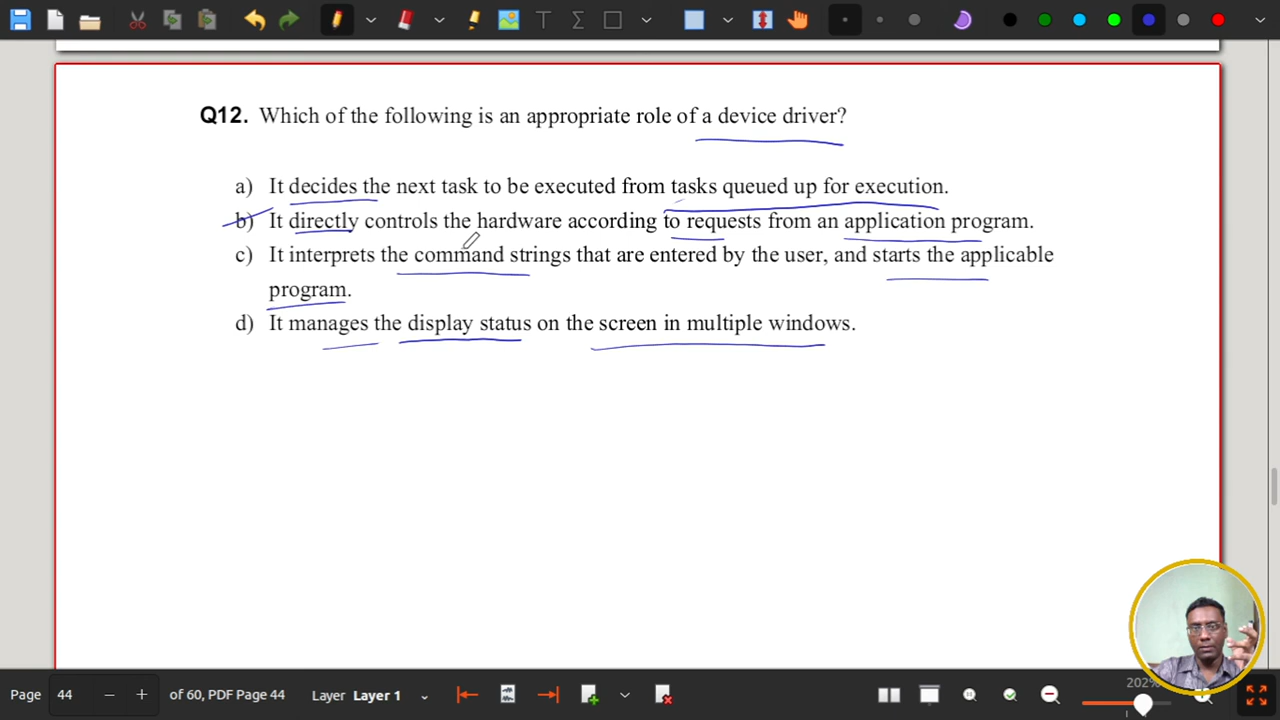 Q12. Which of the following is an appropriate role of a device driver?
a) It decides the next task to be executed from tasks queued up for execution.
b) It directly controls the hardware according to requests from an application program.
c) It interprets the command strings that are entered by the user, and starts the applicable
program.
d) It manages the display status on the screen in multiple windows.
202%
Page 44 of 60, PDF Page 44 Layer Layer 1